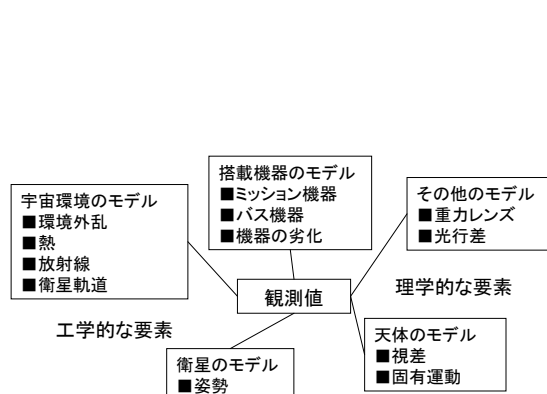 搭載機器のモデル
■ミッション機器
■バス機器
■機器の劣化
宇宙環境のモデル
■環境外乱
■熱
■放射線
■衛星軌道
その他のモデル
■重力レンズ
■光行差
観測値
理学的な要素
工学的な要素
天体のモデル
■視差
■固有運動
衛星のモデル
■姿勢